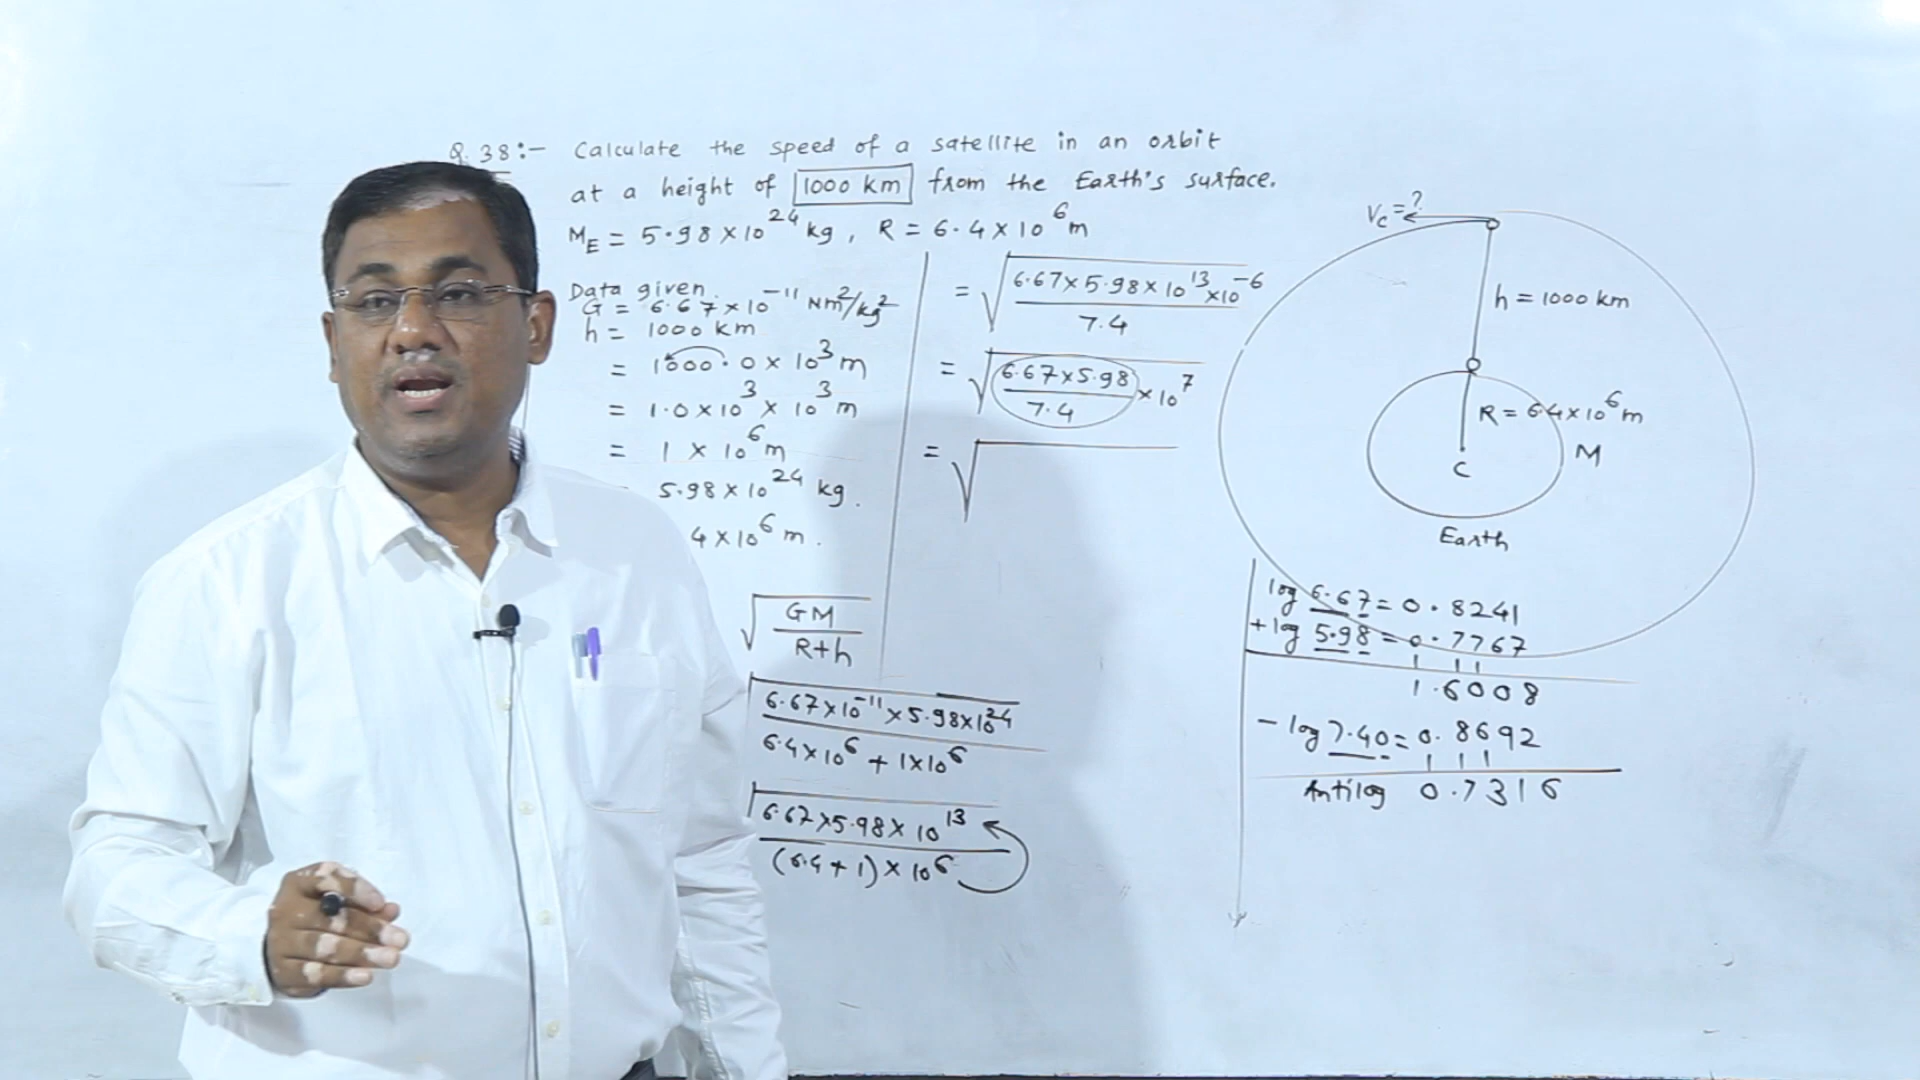 Q.38:- Calculate the speed of a satellite in an orbit
at a height of 1000 km from the Earth's surface.
M_E = 5.98 × 10^24 kg, R = 6.4 × 10^6 m
Data given.
G = 6.67 × 10^-11 Nm^2/kg^2
h = 1000 km
= 1000.0 × 10^3 m
= 1.0 × 10^3 × 10^3 m
= 1 × 10^6 m
5.98 × 10^24 kg.
4 × 10^6 m.
√(GM/(R+h))
√((6.67 × 10^-11 × 5.98 × 10^24)/(6.4 × 10^6 + 1 × 10^6))
√((6.67 × 5.98 × 10^13)/((6.4 + 1) × 10^6))
= √((6.67 × 5.98 × 10^13 × 10^-6)/7.4)
= √((6.67 × 5.98)/7.4 × 10^7)
= √
Vc = ?
h = 1000 km
R = 6.4 × 10^6 m
C
M
Earth
log 6.67 = 0.8241
+ log 5.98 = 0.7767
1 1 1
1.6008
- log 7.40 = 0.8692
1 1 1
Antilog 0.7316